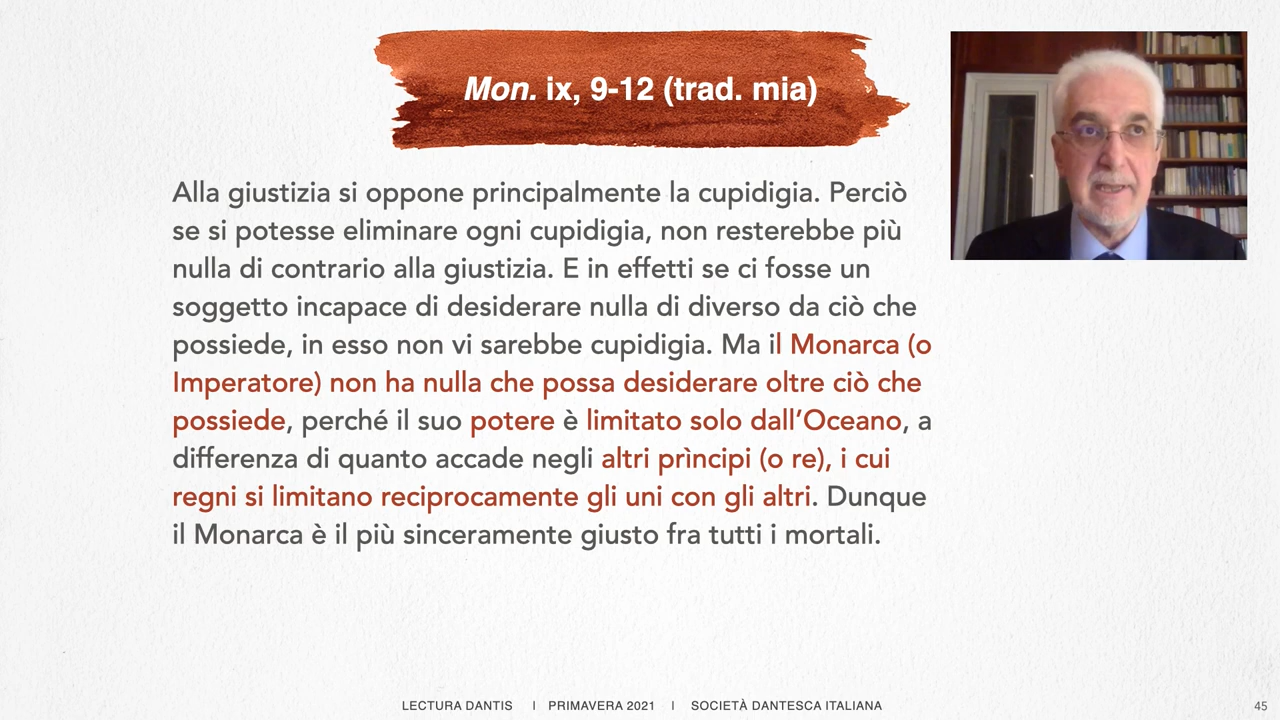 Mon. ix, 9-12 (trad. mia)
Alla giustizia si oppone principalmente la cupidigia. Perciò
se si potesse eliminare ogni cupidigia, non resterebbe più
nulla di contrario alla giustizia. E in effetti se ci fosse un
soggetto incapace di desiderare nulla di diverso da ciò che
possiede, in esso non vi sarebbe cupidigia. Ma il Monarca (o
Imperatore) non ha nulla che possa desiderare oltre ciò che
possiede, perché il suo potere è limitato solo dall’Oceano, a
differenza di quanto accade negli altri prìncipi (o re), i cui
regni si limitano reciprocamente gli uni con gli altri. Dunque
il Monarca è il più sinceramente giusto fra tutti i mortali.
LECTURA DANTIS | PRIMAVERA 2021 | SOCIETÀ DANTESCA ITALIANA 45